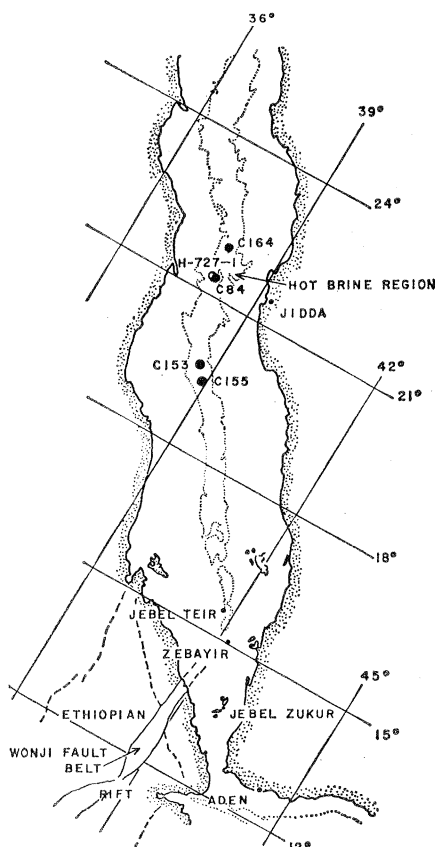 36°
39°
24°
C164
H-727-1
C84
HOT BRINE REGION
JIDDA
C153
C155
42°
21°
18°
JEBEL TEIR
ZEBAYIR
45°
ETHIOPIAN
JEBEL ZUKUR
15°
WONJI FAULT
BELT
RIFT
ADEN
12°